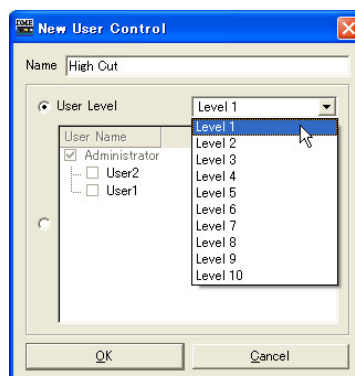 DME New User Control
Name High Cut
User Level Level 1
Level 1
Level 2
Level 3
Level 4
Level 5
Level 6
Level 7
Level 8
Level 9
Level 10
User Name
Administrator
User2
User1
OK Cancel